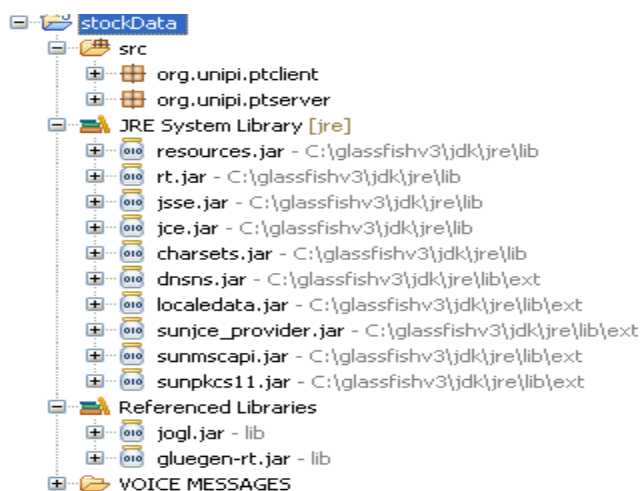 stockData
src
org.unipi.ptclient
org.unipi.ptserver
JRE System Library [jre]
resources.jar - C:\glassfishv3\jdk\jre\lib
rt.jar - C:\glassfishv3\jdk\jre\lib
jsse.jar - C:\glassfishv3\jdk\jre\lib
jce.jar - C:\glassfishv3\jdk\jre\lib
charsets.jar - C:\glassfishv3\jdk\jre\lib
dnsns.jar - C:\glassfishv3\jdk\jre\lib\ext
localedata.jar - C:\glassfishv3\jdk\jre\lib\ext
sunjce_provider.jar - C:\glassfishv3\jdk\jre\lib\ext
sunmscapi.jar - C:\glassfishv3\jdk\jre\lib\ext
sunpkcs11.jar - C:\glassfishv3\jdk\jre\lib\ext
Referenced Libraries
jogl.jar - lib
gluegen-rt.jar - lib
VOICE MESSAGES